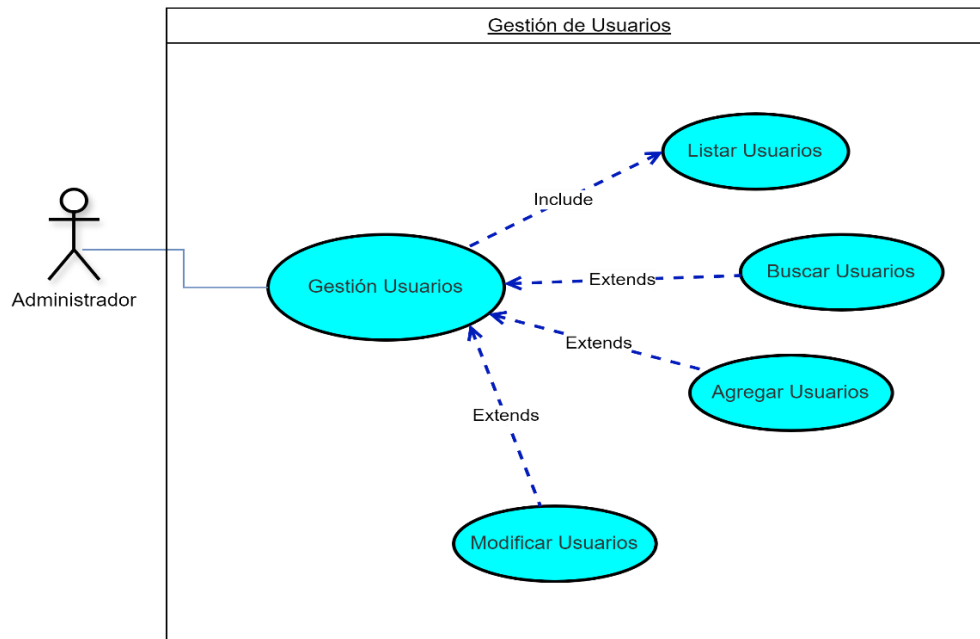 Gestión de Usuarios
Listar Usuarios
Include
Administrador
Gestión Usuarios
Extends
Buscar Usuarios
Extends
Agregar Usuarios
Extends
Modificar Usuarios